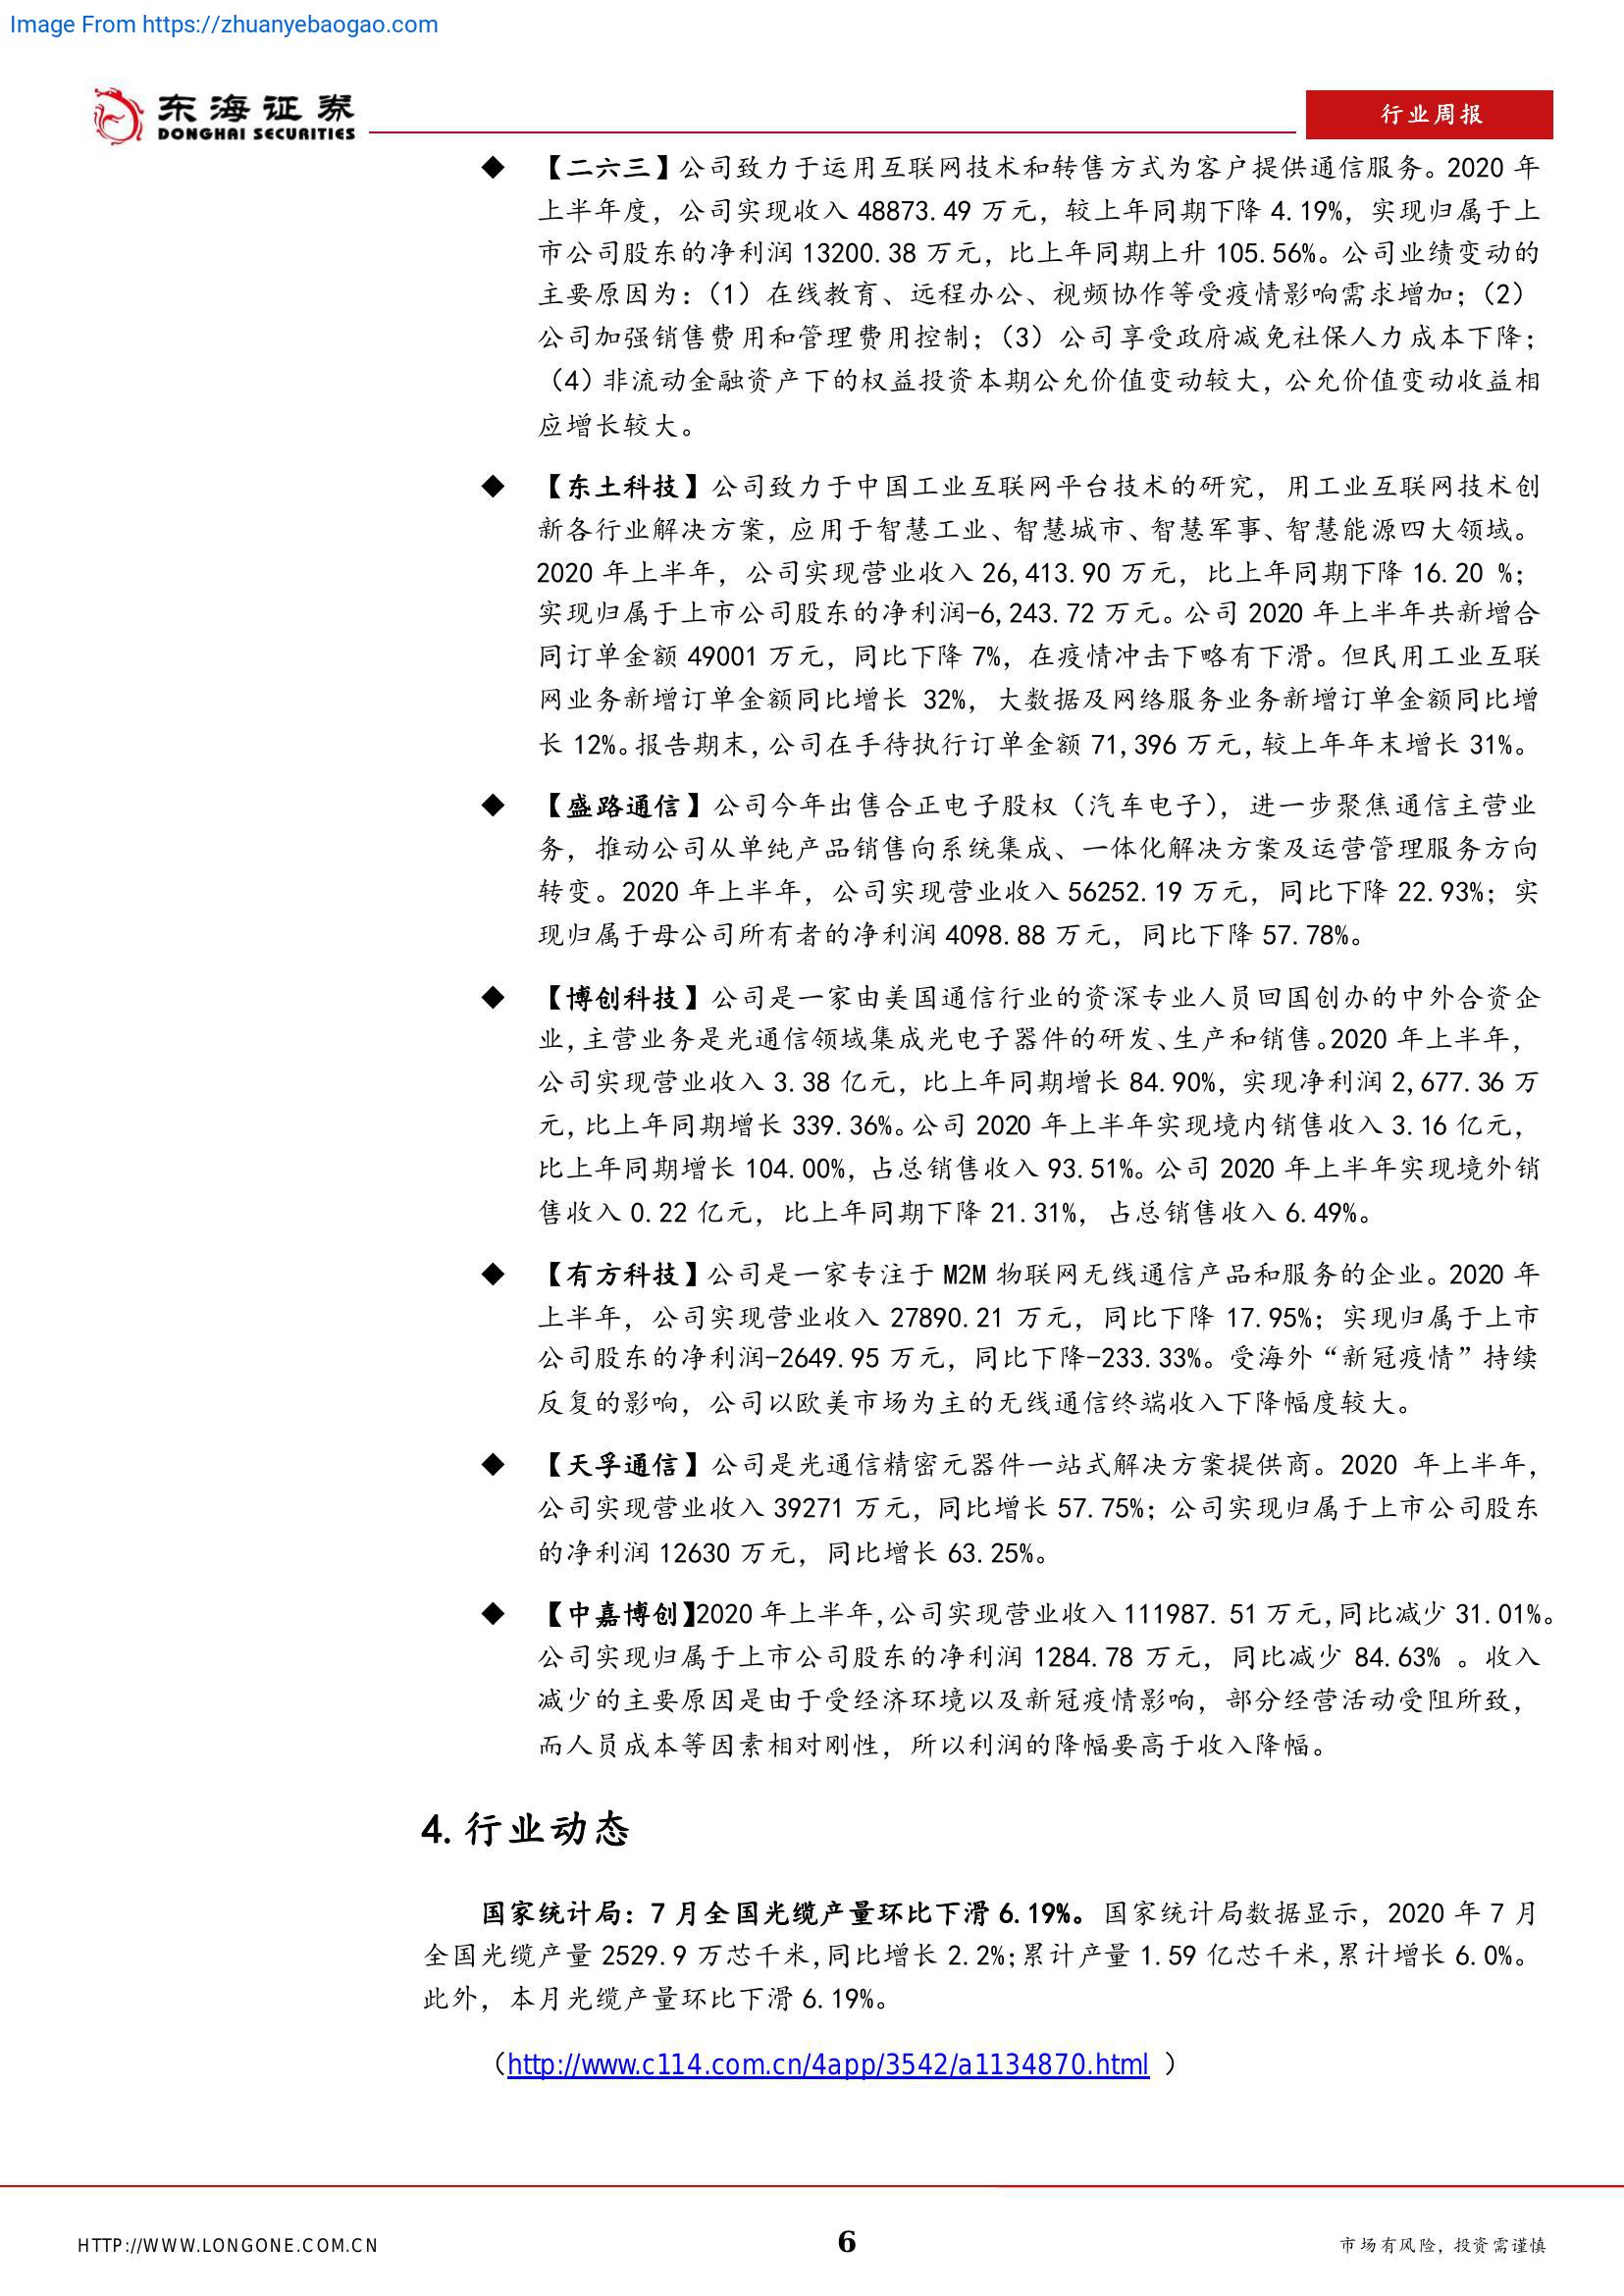 Image From https://zhuanyebaogao.com
东海证券
DONGHAI SECURITIES
行业周报
◆ 【二六三】公司致力于运用互联网技术和转售方式为客户提供通信服务。2020 年
上半年度，公司实现收入 48873.49 万元，较上年同期下降 4.19%，实现归属于上
市公司股东的净利润 13200.38 万元，比上年同期上升 105.56%。公司业绩变动的
主要原因为：（1）在线教育、远程办公、视频协作等受疫情影响需求增加；（2）
公司加强销售费用和管理费用控制；（3）公司享受政府减免社保人力成本下降；
（4）非流动金融资产下的权益投资本期公允价值变动较大，公允价值变动收益相
应增长较大。
◆ 【东土科技】公司致力于中国工业互联网平台技术的研究，用工业互联网技术创
新各行业解决方案，应用于智慧工业、智慧城市、智慧军事、智慧能源四大领域。
2020 年上半年，公司实现营业收入 26,413.90 万元，比上年同期下降 16.20 %；
实现归属于上市公司股东的净利润-6,243.72 万元。公司 2020 年上半年共新增合
同订单金额 49001 万元，同比下降 7%，在疫情冲击下略有下滑。但民用工业互联
网业务新增订单金额同比增长 32%，大数据及网络服务业务新增订单金额同比增
长 12%。报告期末，公司在手待执行订单金额 71,396 万元，较上年年末增长 31%。
◆ 【盛路通信】公司今年出售合正电子股权（汽车电子），进一步聚焦通信主营业
务，推动公司从单纯产品销售向系统集成、一体化解决方案及运营管理服务方向
转变。2020 年上半年，公司实现营业收入 56252.19 万元，同比下降 22.93%；实
现归属于母公司所有者的净利润 4098.88 万元，同比下降 57.78%。
◆ 【博创科技】公司是一家由美国通信行业的资深专业人员回国创办的中外合资企
业，主营业务是光通信领域集成光电子器件的研发、生产和销售。2020 年上半年，
公司实现营业收入 3.38 亿元，比上年同期增长 84.90%，实现净利润 2,677.36 万
元，比上年同期增长 339.36%。公司 2020 年上半年实现境内销售收入 3.16 亿元，
比上年同期增长 104.00%，占总销售收入 93.51%。公司 2020 年上半年实现境外销
售收入 0.22 亿元，比上年同期下降 21.31%，占总销售收入 6.49%。
◆ 【有方科技】公司是一家专注于 M2M 物联网无线通信产品和服务的企业。2020 年
上半年，公司实现营业收入 27890.21 万元，同比下降 17.95%；实现归属于上市
公司股东的净利润-2649.95 万元，同比下降-233.33%。受海外“新冠疫情”持续
反复的影响，公司以欧美市场为主的无线通信终端收入下降幅度较大。
◆ 【天孚通信】公司是光通信精密元器件一站式解决方案提供商。2020 年上半年，
公司实现营业收入 39271 万元，同比增长 57.75%；公司实现归属于上市公司股东
的净利润 12630 万元，同比增长 63.25%。
◆ 【中嘉博创】2020 年上半年，公司实现营业收入 111987. 51 万元，同比减少 31.01%。
公司实现归属于上市公司股东的净利润 1284.78 万元，同比减少 84.63% 。收入
减少的主要原因是由于受经济环境以及新冠疫情影响，部分经营活动受阻所致，
而人员成本等因素相对刚性，所以利润的降幅要高于收入降幅。
4. 行业动态
国家统计局：7 月全国光缆产量环比下滑 6.19%。国家统计局数据显示，2020 年 7 月
全国光缆产量 2529.9 万芯千米，同比增长 2.2%；累计产量 1.59 亿芯千米，累计增长 6.0%。
此外，本月光缆产量环比下滑 6.19%。
（http://www.c114.com.cn/4app/3542/a1134870.html ）
HTTP://WWW.LONGONE.COM.CN
6
市场有风险，投资需谨慎